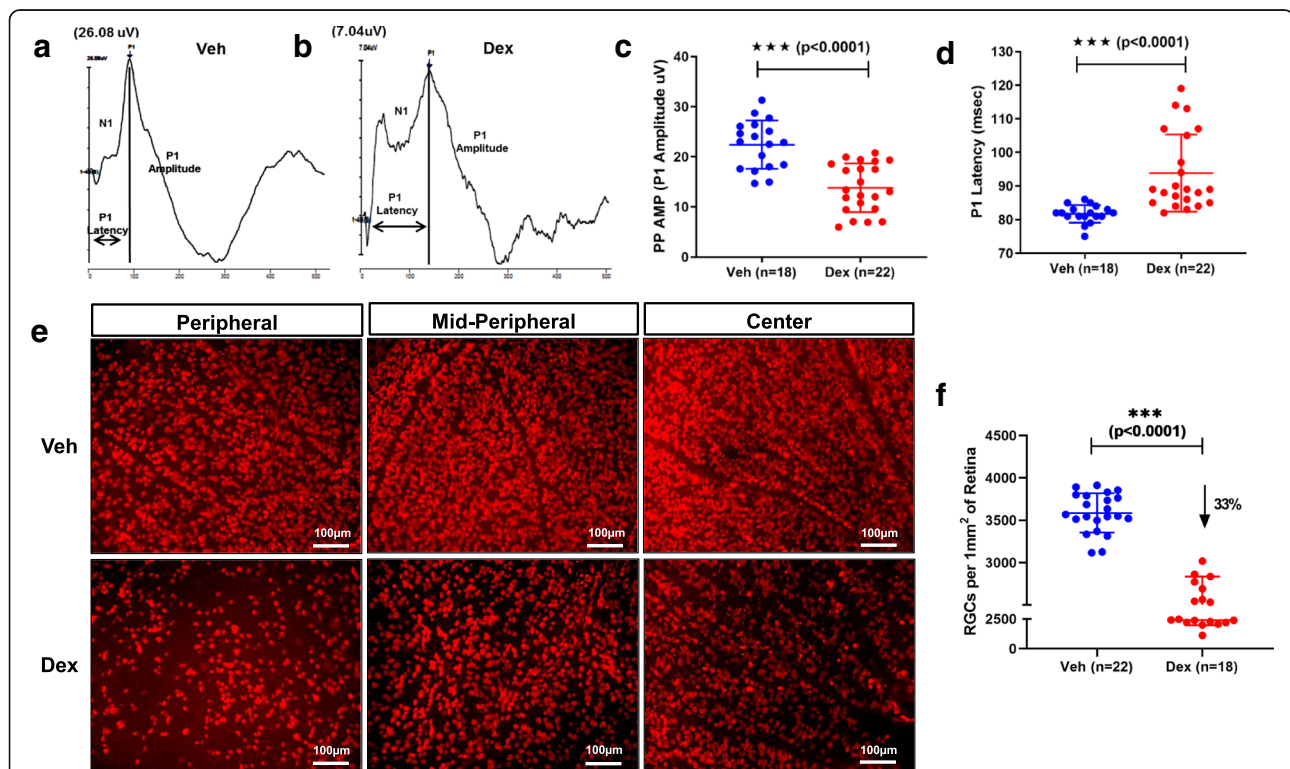 (26.08 uV)
a
Veh
P1
26.08uV
N1
P1
Amplitude
P1
Latency
0 100 200 300 400 500
b
(7.04uV)
Dex
7.04uV
P1
N1
P1
Amplitude
P1
Latency
0 100 200 300 400 500
c
★★★ (p<0.0001)
PP AMP (P1 Amplitude uV)
40
30
20
10
0
Veh (n=18) Dex (n=22)
d
★★★ (p<0.0001)
P1 Latency (msec)
130
120
110
100
90
80
70
Veh (n=18) Dex (n=22)
e
Peripheral Mid-Peripheral Center
Veh
100µm 100µm 100µm
Dex
100µm 100µm 100µm
f
***
(p<0.0001)
RGCs per 1mm² of Retina
4500
4000
3500
3000
2500
0
33%
Veh (n=22) Dex (n=18)